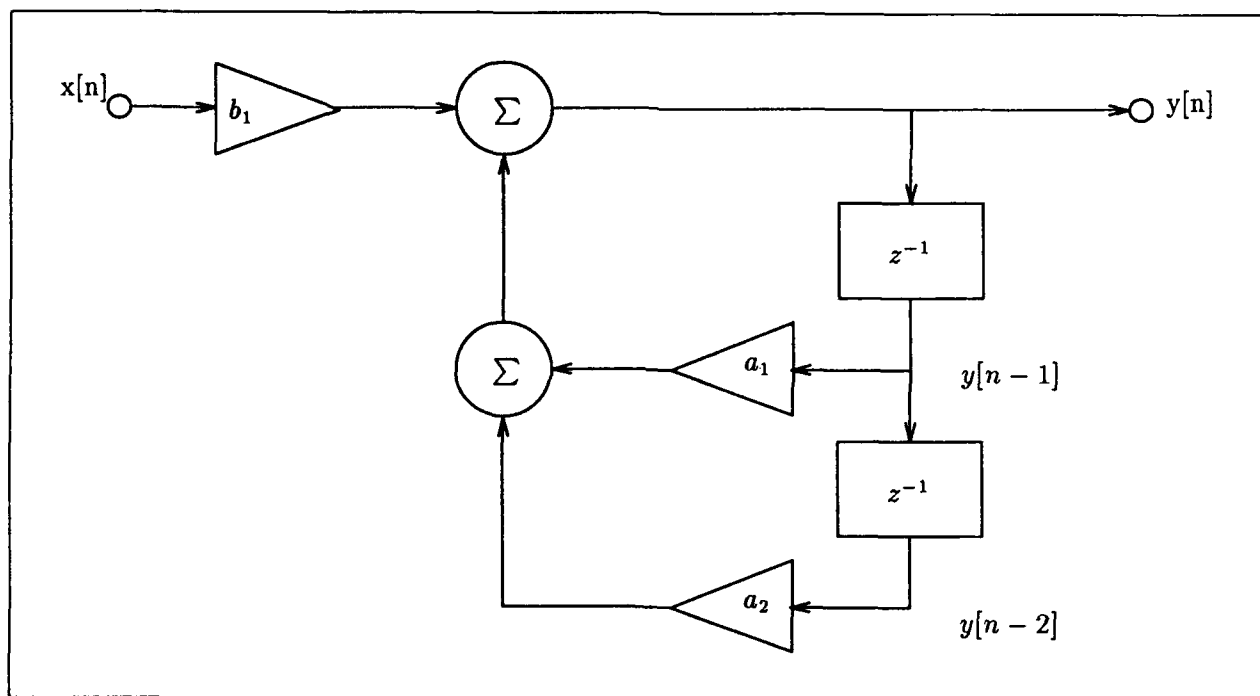 x[n]
b₁
Σ
y[n]
z⁻¹
Σ
a₁
y[n − 1]
z⁻¹
a₂
y[n − 2]